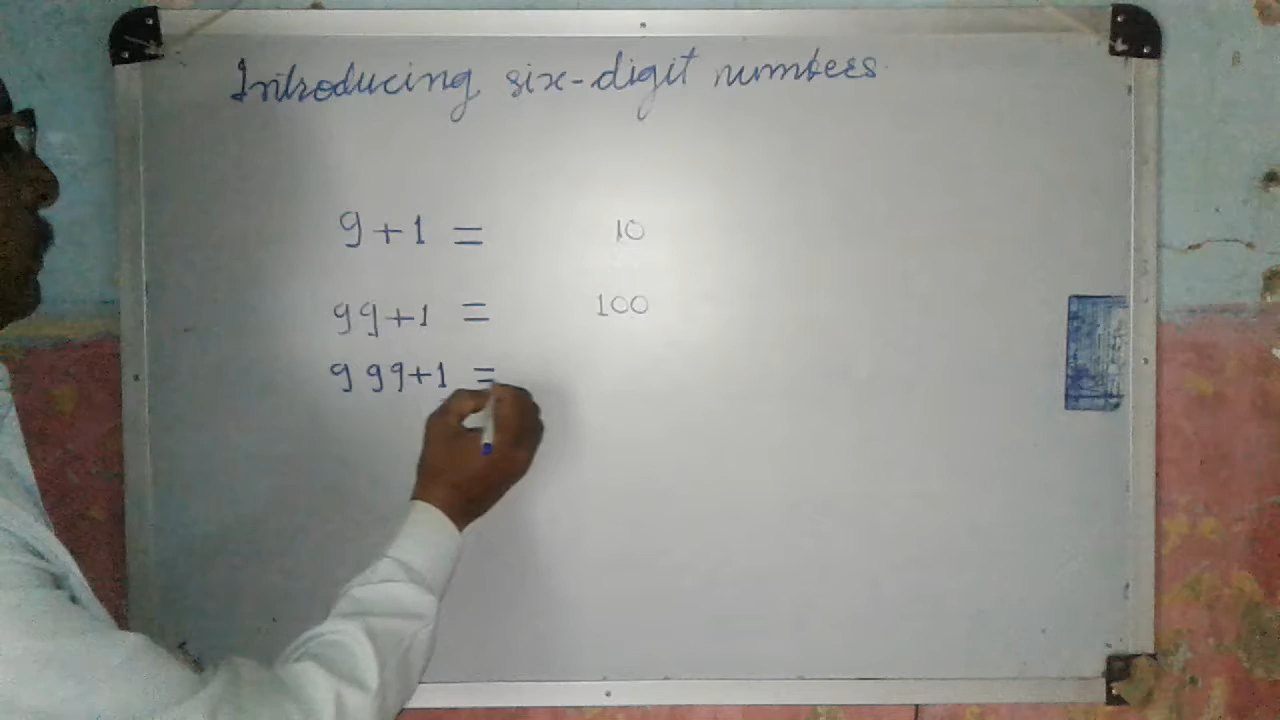 Introducing six-digit numbers
9+1 = 10
99+1 = 100
999+1 =